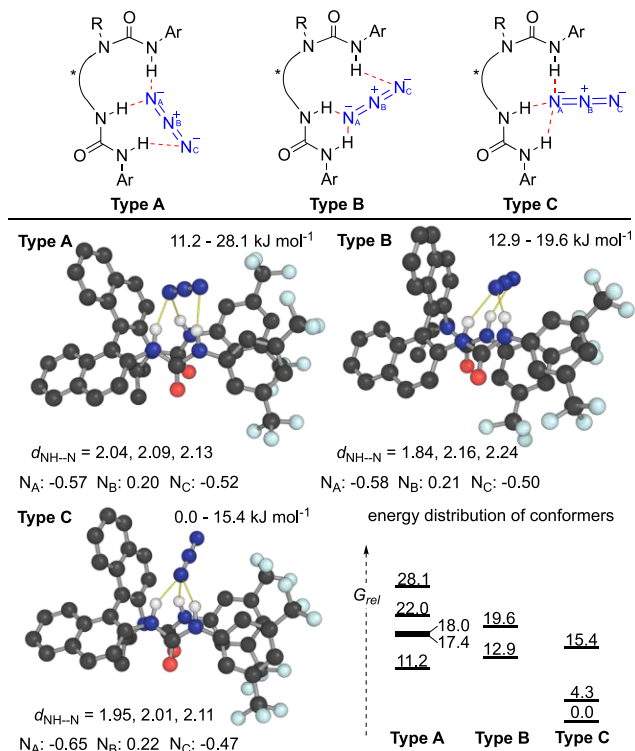 R O
N N Ar
H
*
N H N_A^−
N_B^+
N_C^−
O N H
Ar
Type A
R O
N N Ar
H
*
N H N_A^− N_B^+ N_C^−
H
O N
Ar
Type B
R O
N N Ar
H
*
N H N_A^− N_B^+ N_C^−
H
O N
Ar
Type C
Type A 11.2 - 28.1 kJ mol⁻¹
d_NH--N = 2.04, 2.09, 2.13
N_A: -0.57 N_B: 0.20 N_C: -0.52
Type B 12.9 - 19.6 kJ mol⁻¹
d_NH--N = 1.84, 2.16, 2.24
N_A: -0.58 N_B: 0.21 N_C: -0.50
Type C 0.0 - 15.4 kJ mol⁻¹
d_NH--N = 1.95, 2.01, 2.11
N_A: -0.65 N_B: 0.22 N_C: -0.47
energy distribution of conformers
G_rel
28.1
22.0
18.0
17.4
11.2
19.6
12.9
15.4
4.3
0.0
Type A Type B Type C